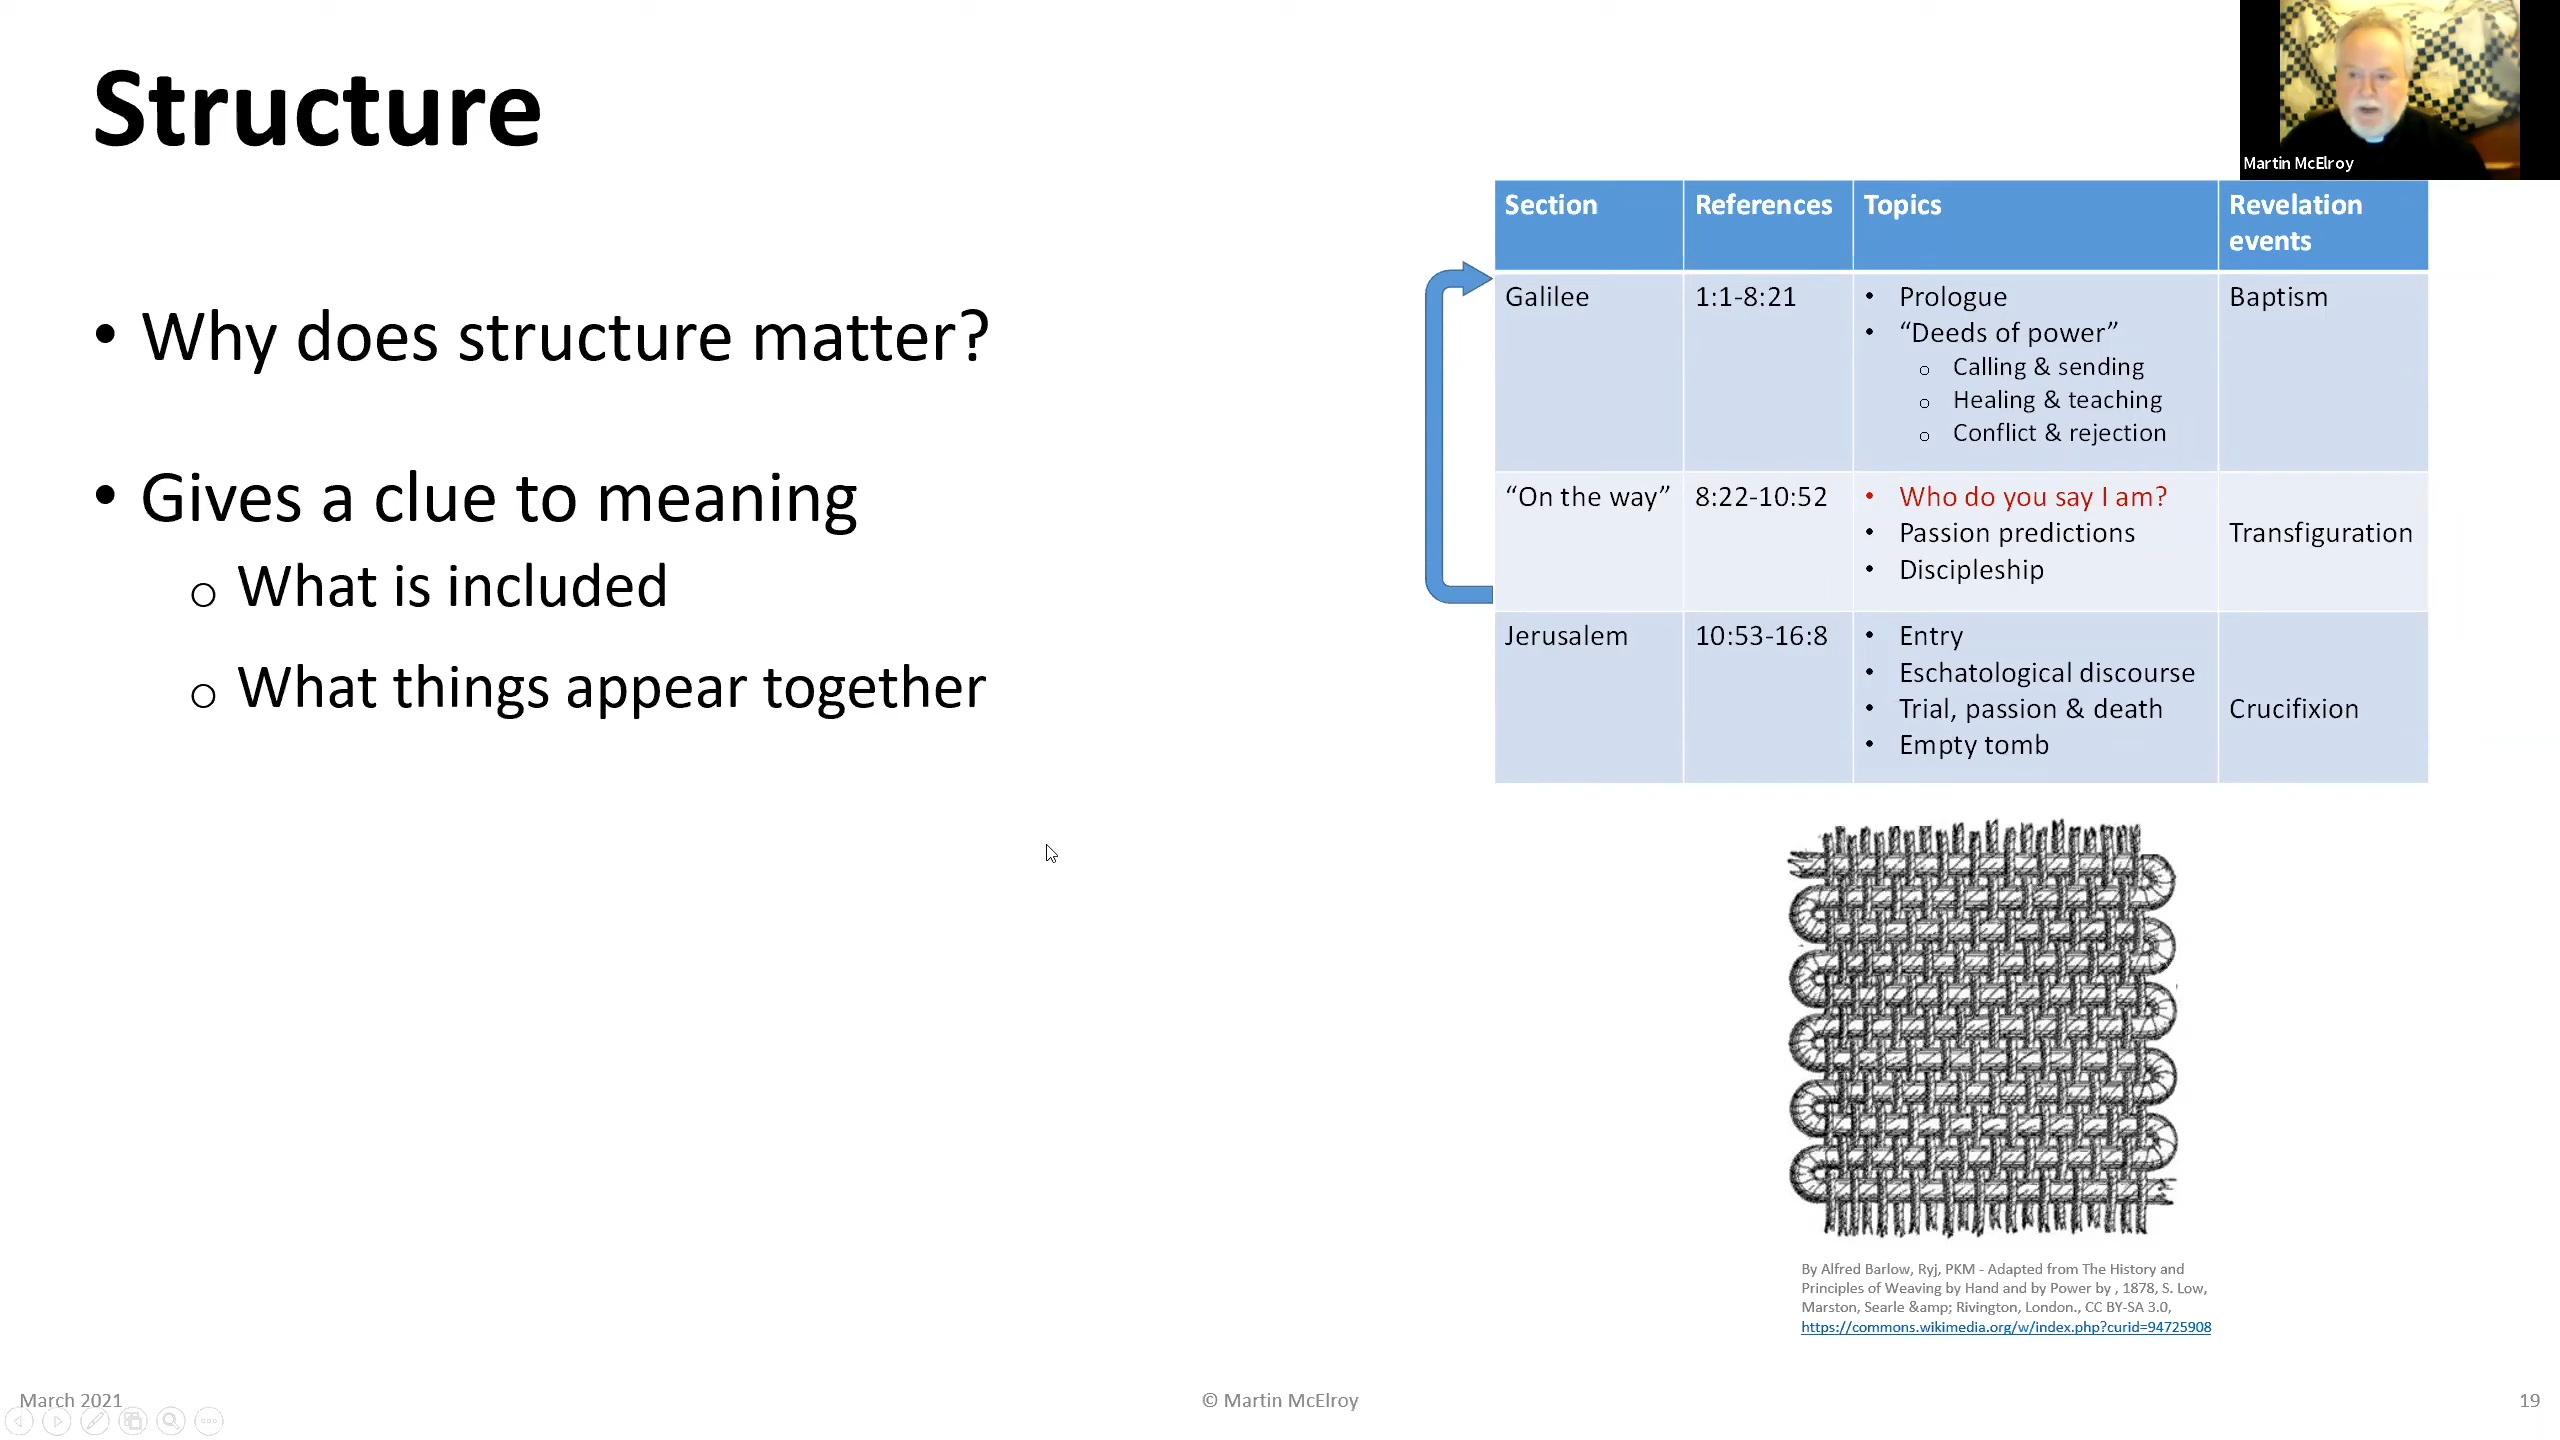 Structure
Martin McElroy
• Why does structure matter?
• Gives a clue to meaning
o What is included
o What things appear together
Section References Topics Revelation
events
Galilee 1:1-8:21 • Prologue Baptism
• “Deeds of power”
o Calling & sending
o Healing & teaching
o Conflict & rejection
“On the way” 8:22-10:52 • Who do you say I am?
• Passion predictions Transfiguration
• Discipleship
Jerusalem 10:53-16:8 • Entry
• Eschatological discourse
• Trial, passion & death Crucifixion
• Empty tomb
By Alfred Barlow, Ryj, PKM - Adapted from The History and
Principles of Weaving by Hand and by Power by , 1878, S. Low,
Marston, Searle &amp; Rivington, London., CC BY-SA 3.0,
https://commons.wikimedia.org/w/index.php?curid=94725908
March 2021 © Martin McElroy 19